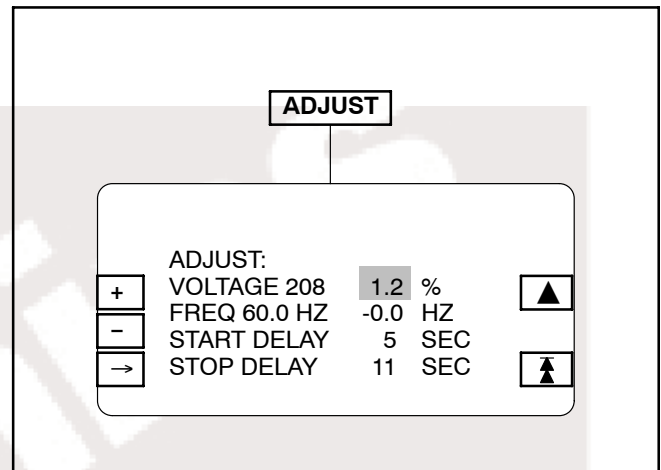 ADJUST
ADJUST:
VOLTAGE 208 1.2 %
FREQ 60.0 HZ -0.0 HZ
START DELAY 5 SEC
STOP DELAY 11 SEC
+
-
→